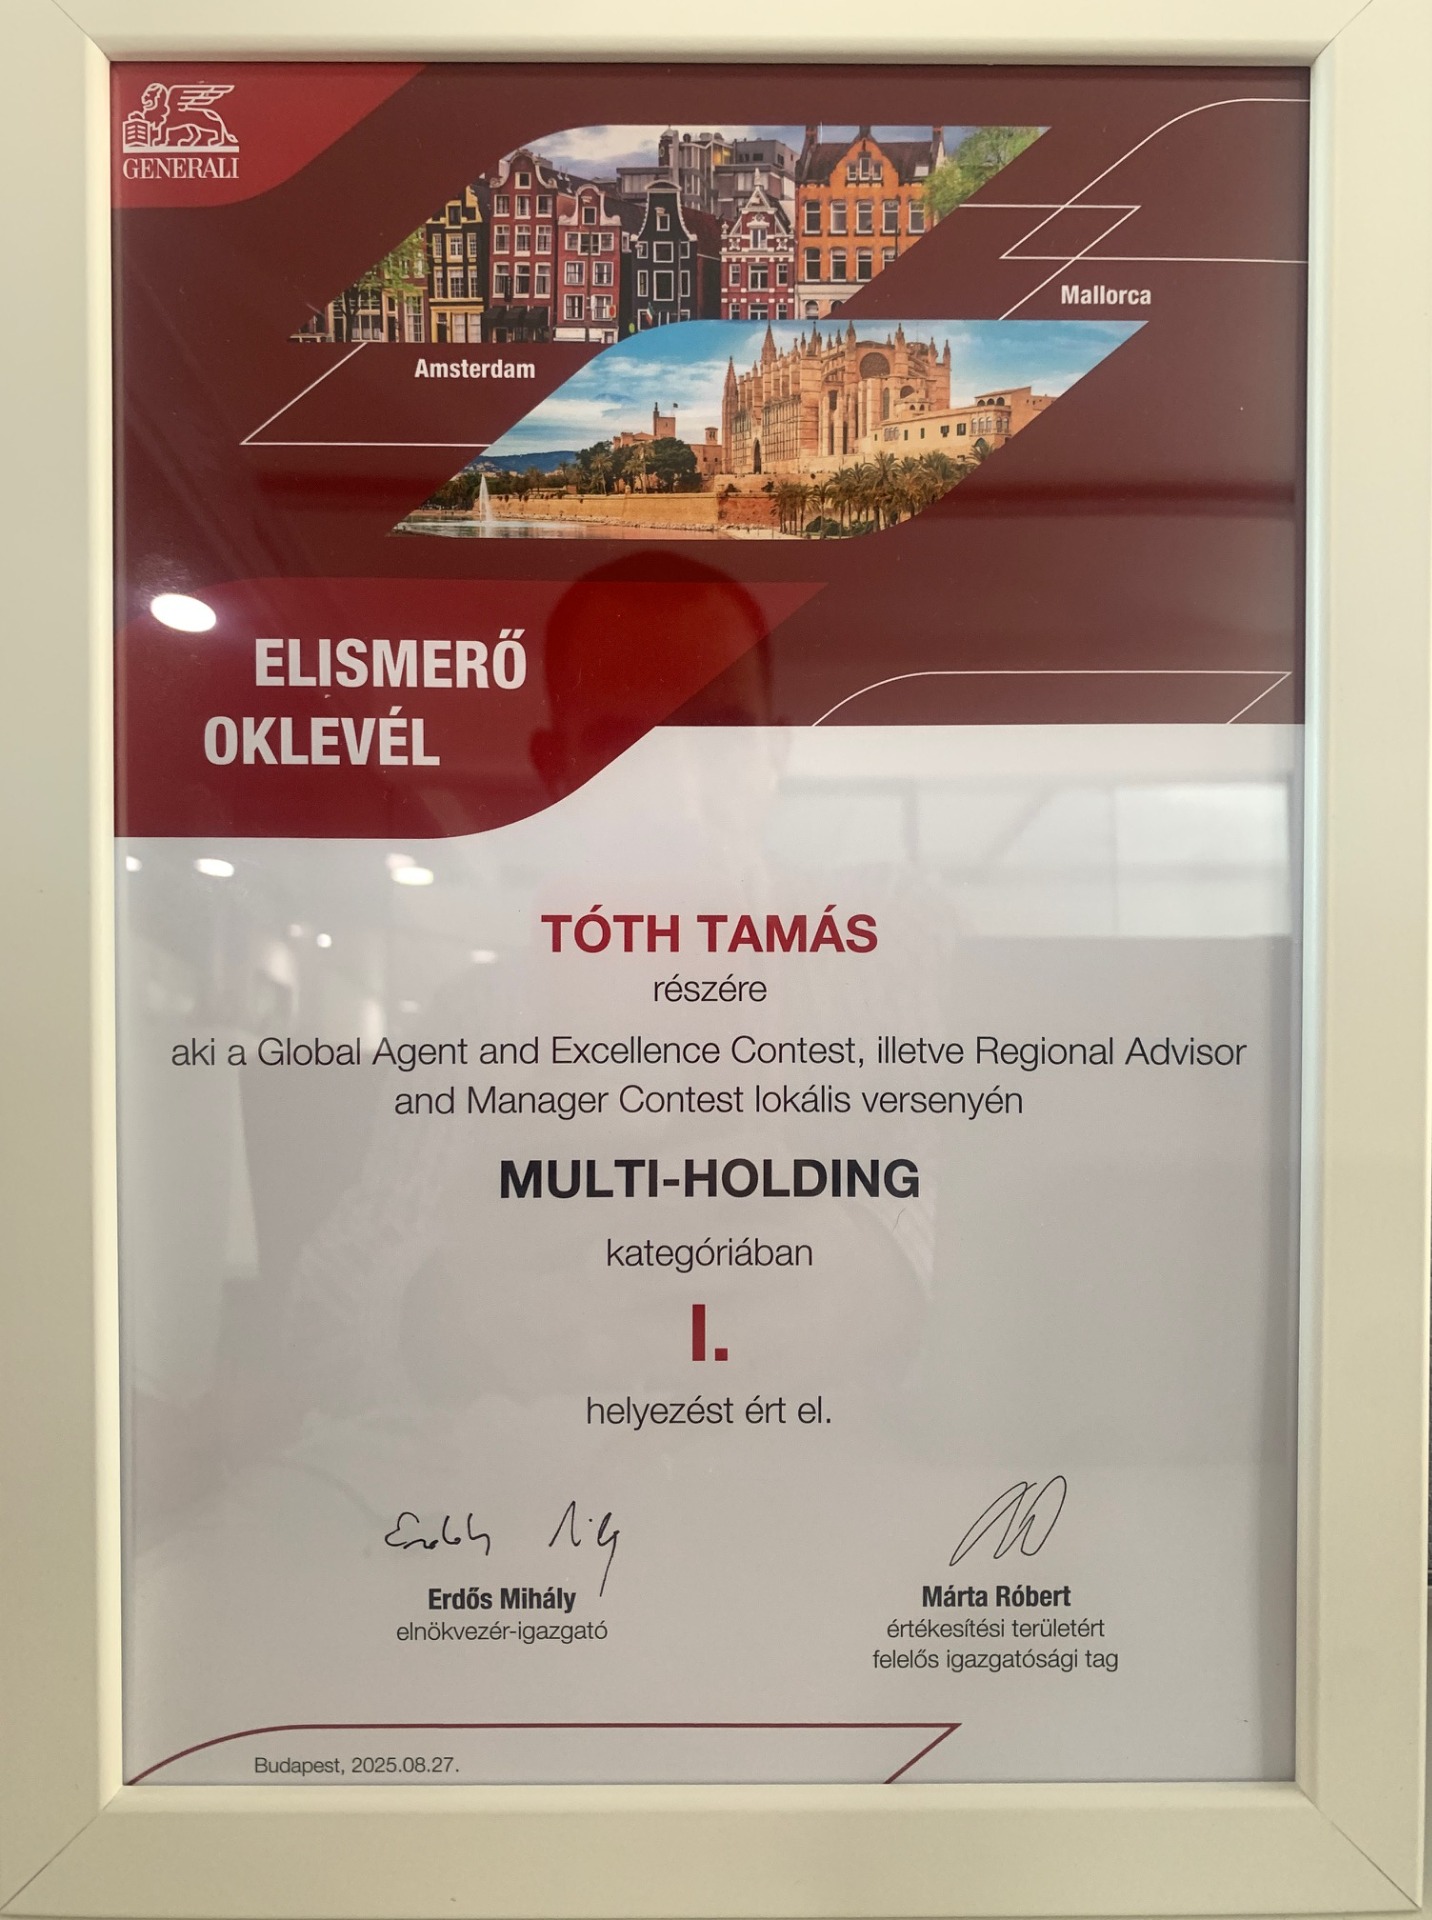 GENERALI
Mallorca
Amsterdam
ELISMERŐ
OKLEVÉL
TÓTH TAMÁS
részére
aki a Global Agent and Excellence Contest, illetve Regional Advisor
and Manager Contest lokális versenyén
MULTI-HOLDING
kategóriában
I.
helyezést ért el.
Erdős Mihály
elnökvezér-igazgató
Márta Róbert
értékesítési területért
felelős igazgatósági tag
Budapest, 2025.08.27.